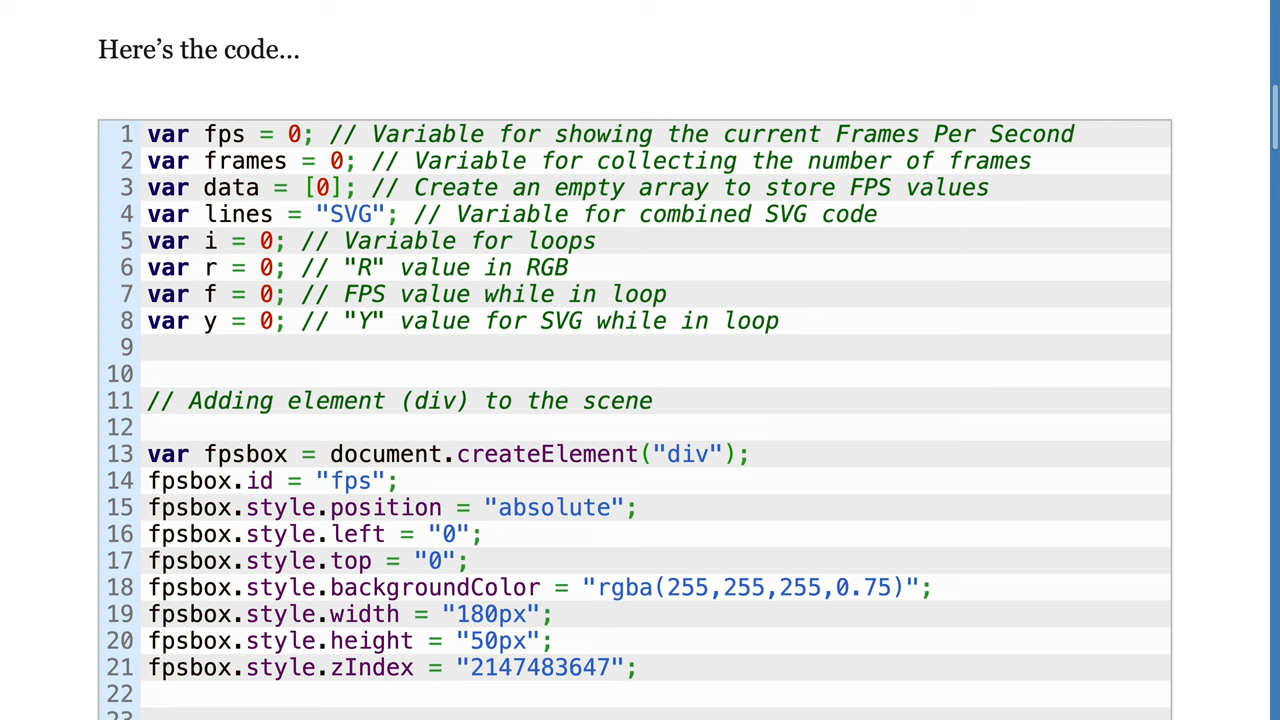 Here’s the code…
1 var fps = 0; // Variable for showing the current Frames Per Second
2 var frames = 0; // Variable for collecting the number of frames
3 var data = [0]; // Create an empty array to store FPS values
4 var lines = "SVG"; // Variable for combined SVG code
5 var i = 0; // Variable for loops
6 var r = 0; // "R" value in RGB
7 var f = 0; // FPS value while in loop
8 var y = 0; // "Y" value for SVG while in loop
9
10
11 // Adding element (div) to the scene
12
13 var fpsbox = document.createElement("div");
14 fpsbox.id = "fps";
15 fpsbox.style.position = "absolute";
16 fpsbox.style.left = "0";
17 fpsbox.style.top = "0";
18 fpsbox.style.backgroundColor = "rgba(255,255,255,0.75)";
19 fpsbox.style.width = "180px";
20 fpsbox.style.height = "50px";
21 fpsbox.style.zIndex = "2147483647";
22
23